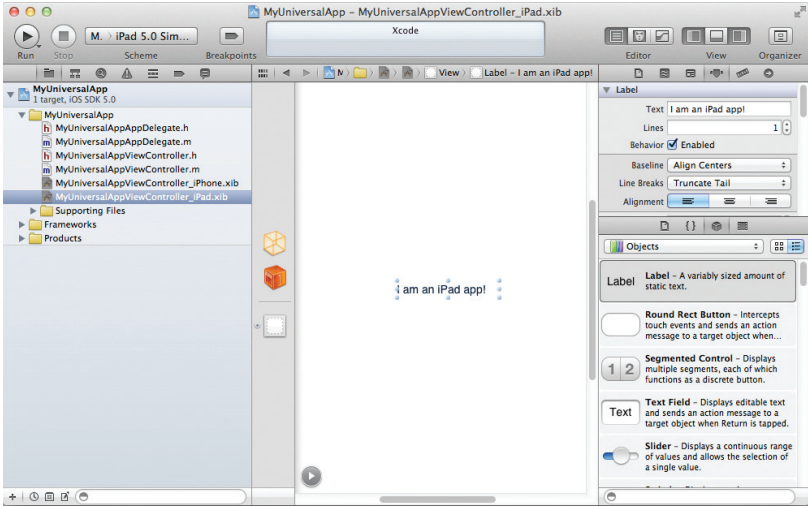 MyUniversalApp – MyUniversalAppViewController_iPad.xib
M. › iPad 5.0 Sim...
Xcode
Run Stop Scheme Breakpoints Editor View Organizer
View Label – I am an iPad app!
MyUniversalApp
1 target, iOS SDK 5.0
MyUniversalApp
h MyUniversalAppAppDelegate.h
m MyUniversalAppAppDelegate.m
h MyUniversalAppViewController.h
m MyUniversalAppViewController.m
MyUniversalAppViewController_iPhone.xib
MyUniversalAppViewController_iPad.xib
Supporting Files
Frameworks
Products
I am an iPad app!
Label
Text I am an iPad app!
Lines 1
Behavior Enabled
Baseline Align Centers
Line Breaks Truncate Tail
Alignment
{}
Objects
Label
Label – A variably sized amount of
static text.
Round Rect Button – Intercepts
touch events and sends an action
message to a target object when...
1 2
Segmented Control – Displays
multiple segments, each of which
functions as a discrete button.
Text
Text Field – Displays editable text
and sends an action message to a
target object when Return is tapped.
Slider – Displays a continuous range
of values and allows the selection of
a single value.